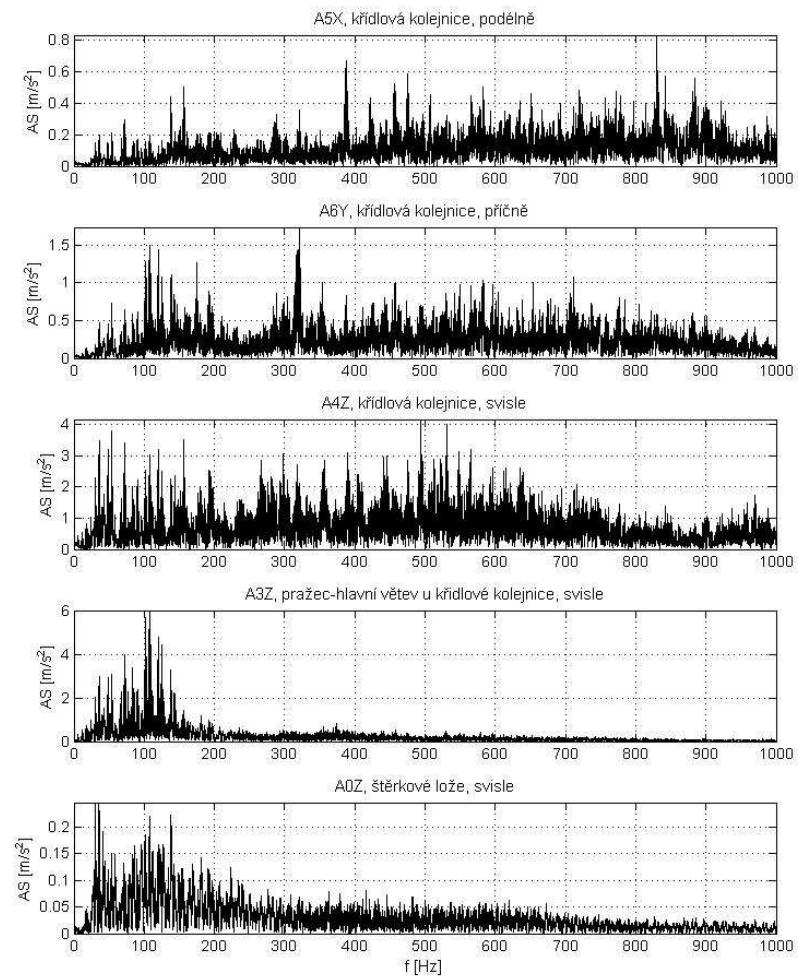 A5X, křídlová kolejnice, podélně
0.8
0.6
0.4
0.2
0
AS [m/s²]
0 100 200 300 400 500 600 700 800 900 1000
A6Y, křídlová kolejnice, příčně
1.5
1
0.5
0
AS [m/s²]
0 100 200 300 400 500 600 700 800 900 1000
A4Z, křídlová kolejnice, svisle
4
3
2
1
0
AS [m/s²]
0 100 200 300 400 500 600 700 800 900 1000
A3Z, pražec-hlavní větev u křídlové kolejnice, svisle
6
4
2
0
AS [m/s²]
0 100 200 300 400 500 600 700 800 900 1000
A0Z, štěrkové lože, svisle
0.2
0.15
0.1
0.05
0
AS [m/s²]
0 100 200 300 400 500 600 700 800 900 1000
f [Hz]